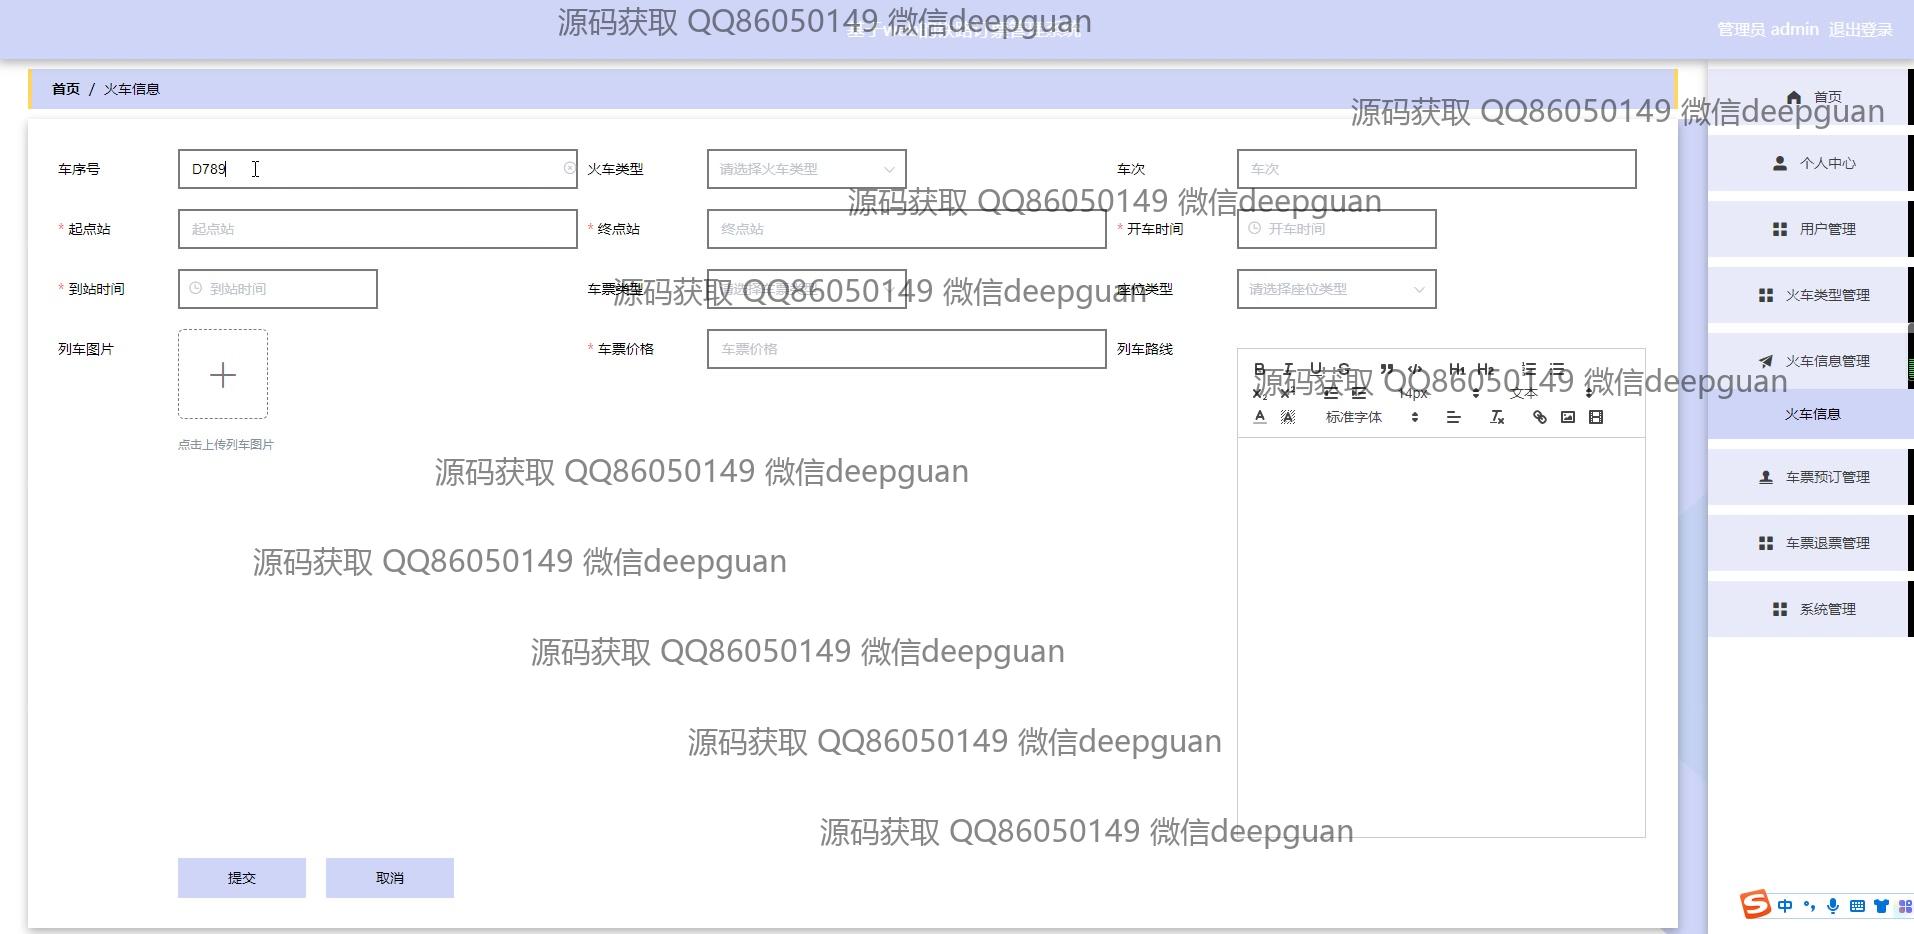 源码获取 QQ86050149 微信deepguan
管理员 admin 退出登录
首页 / 火车信息
源码获取 QQ86050149 微信deepguan
首页
车序号 D789 火车类型 请选择火车类型 车次 车次
个人中心
源码获取 QQ86050149 微信deepguan
* 起点站 起点站 * 终点站 终点站 * 开车时间 开车时间
用户管理
* 到站时间 到站时间 车票类型 请选择车票类型 座位类型 请选择座位类型
源码获取 QQ86050149 微信deepguan
火车类型管理
列车图片 * 车票价格 车票价格 列车路线
火车信息管理
B I U S " </> H1 H2
源码获取 QQ86050149 微信deepguan
X2 X² 14px 文本
A A 标准字体 Tx
火车信息
点击上传列车图片
源码获取 QQ86050149 微信deepguan
车票预订管理
车票退票管理
源码获取 QQ86050149 微信deepguan
系统管理
源码获取 QQ86050149 微信deepguan
源码获取 QQ86050149 微信deepguan
源码获取 QQ86050149 微信deepguan
提交 取消
S 中